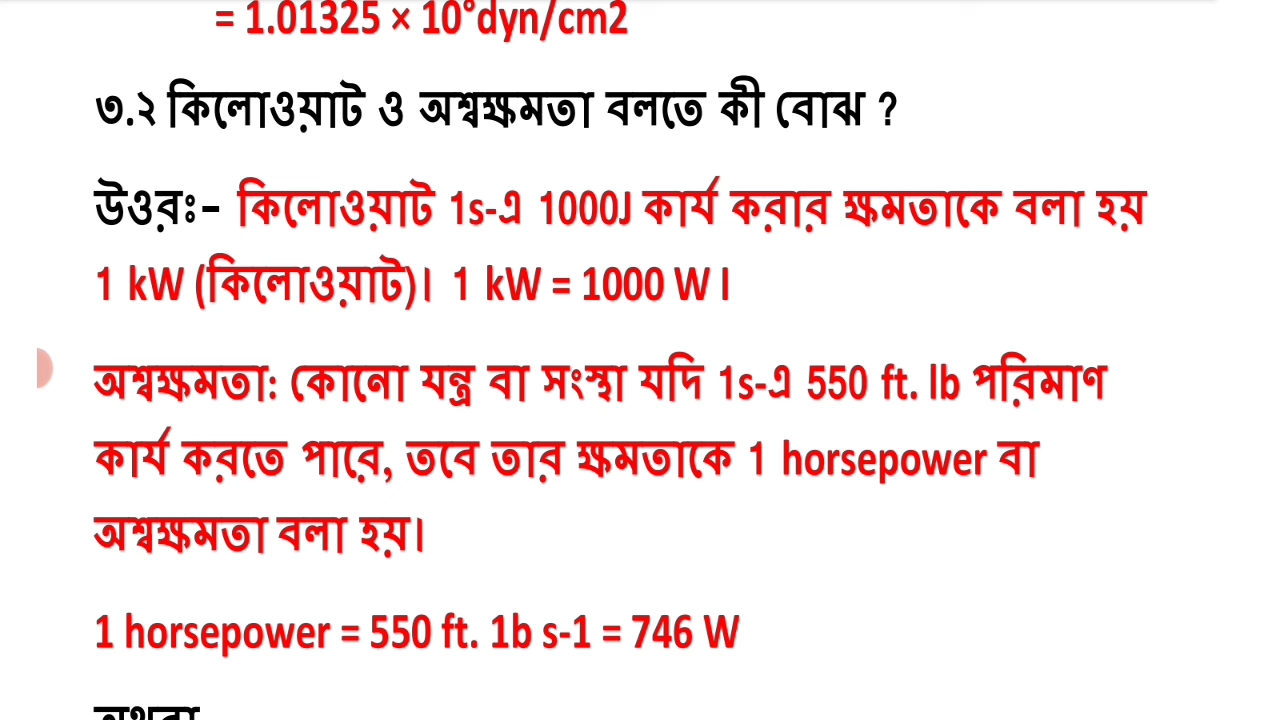 = 1.01325 × 10°dyn/cm2
৩.২ কিলোওয়াট ও অশ্বক্ষমতা বলতে কী বোঝ ?
উওরঃ- কিলোওয়াট 1s-এ 1000J কার্য করার ক্ষমতাকে বলা হয়
1 kW (কিলোওয়াট)। 1 kW = 1000 W I
অশ্বক্ষমতা: কোনো যন্ত্র বা সংস্থা যদি 1s-এ 550 ft. lb পরিমাণ
কার্য করতে পারে, তবে তার ক্ষমতাকে 1 horsepower বা
অশ্বক্ষমতা বলা হয়।
1 horsepower = 550 ft. 1b s-1 = 746 W
অথবা